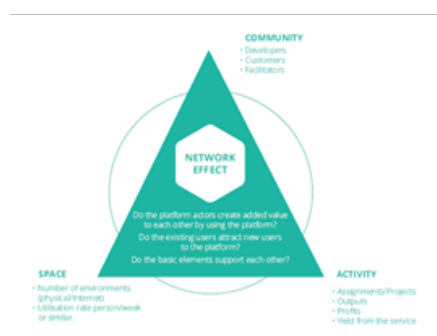 COMMUNITY
• Developers
• Customers
• Facilitators
NETWORK
EFFECT
Do the platform actors create added value
to each other by using the platform?
Do the existing users attract new users
to the platform?
Do the basic elements support each other?
SPACE
• Number of environments
(physical/Internet)
• Utilisation rate person/week
or similar.
ACTIVITY
• Assignments/Projects
• Outputs
• Profits
• Yield from the service